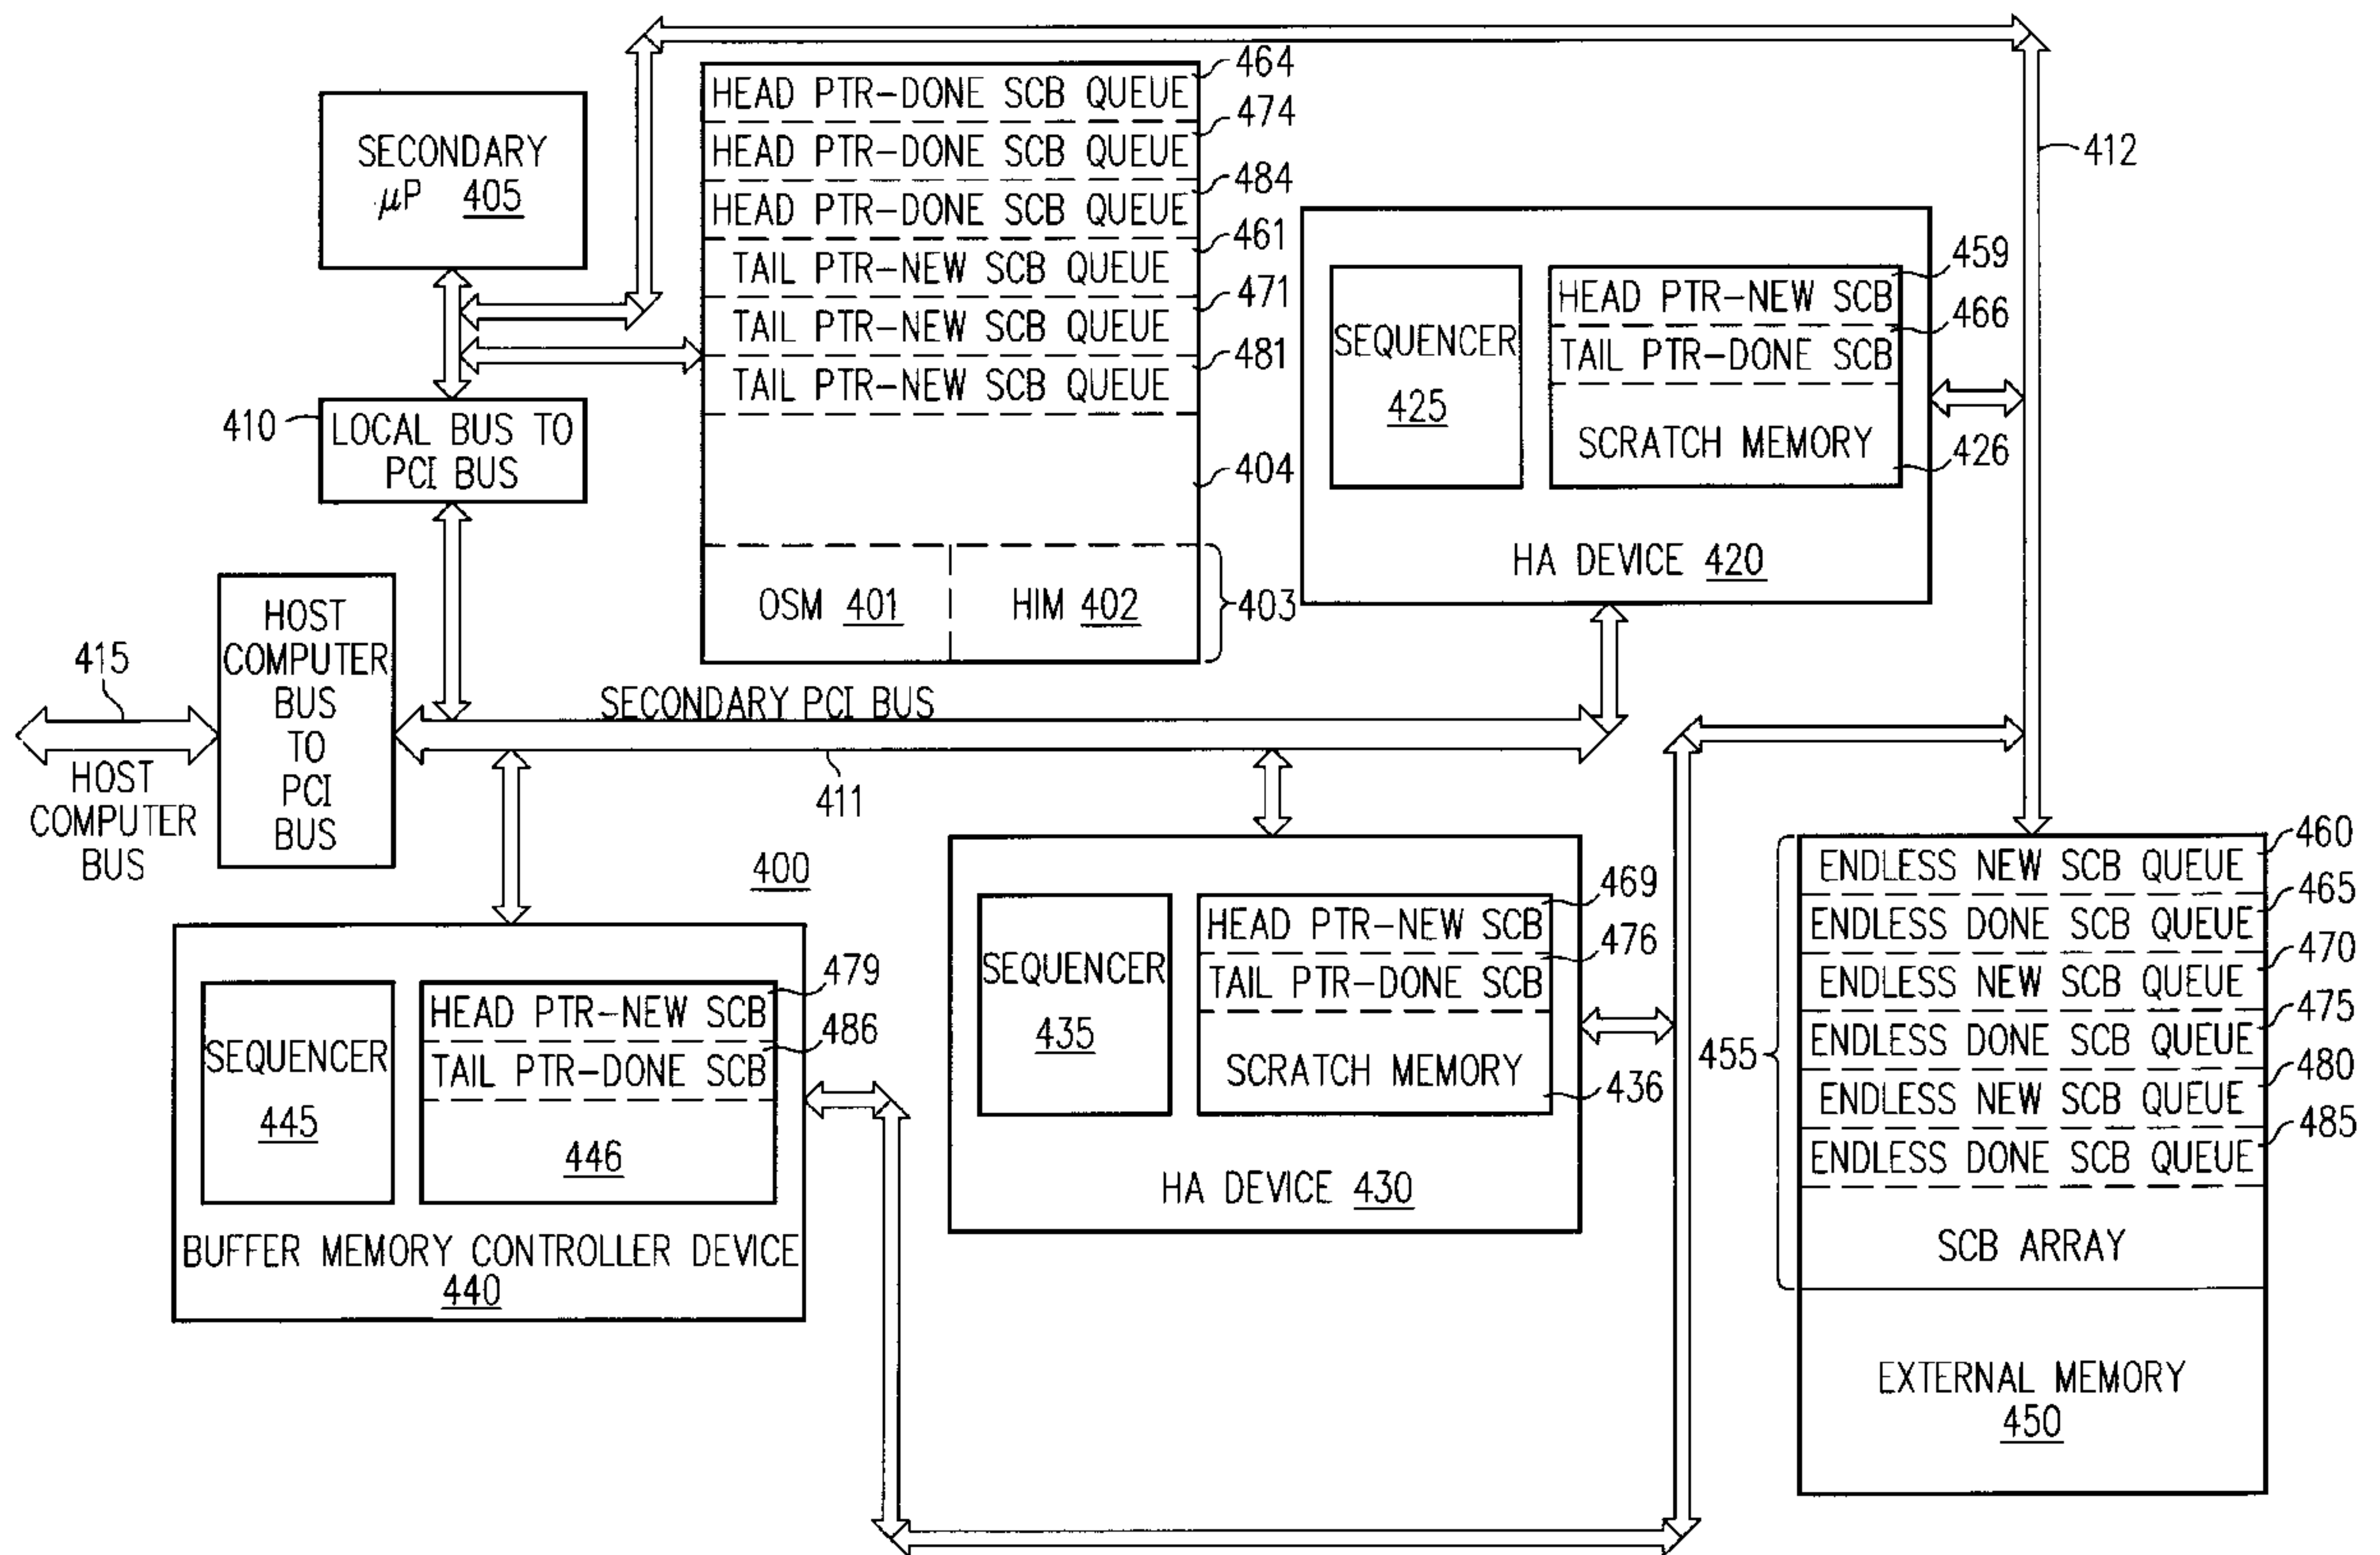 SECONDARY
µP 405
410
LOCAL BUS TO
PCI BUS
HEAD PTR-DONE SCB QUEUE
464
HEAD PTR-DONE SCB QUEUE
474
HEAD PTR-DONE SCB QUEUE
484
TAIL PTR-NEW SCB QUEUE
461
TAIL PTR-NEW SCB QUEUE
471
TAIL PTR-NEW SCB QUEUE
481
404
OSM 401
HIM 402
403
412
SEQUENCER
425
HEAD PTR-NEW SCB
459
TAIL PTR-DONE SCB
466
SCRATCH MEMORY
426
HA DEVICE 420
415
HOST
COMPUTER
BUS
HOST
COMPUTER
BUS
TO
PCI
BUS
SECONDARY PCI BUS
411
400
SEQUENCER
445
HEAD PTR-NEW SCB
479
TAIL PTR-DONE SCB
486
446
BUFFER MEMORY CONTROLLER DEVICE
440
SEQUENCER
435
HEAD PTR-NEW SCB
469
TAIL PTR-DONE SCB
476
SCRATCH MEMORY
436
HA DEVICE 430
455
ENDLESS NEW SCB QUEUE
460
ENDLESS DONE SCB QUEUE
465
ENDLESS NEW SCB QUEUE
470
ENDLESS DONE SCB QUEUE
475
ENDLESS NEW SCB QUEUE
480
ENDLESS DONE SCB QUEUE
485
SCB ARRAY
EXTERNAL MEMORY
450